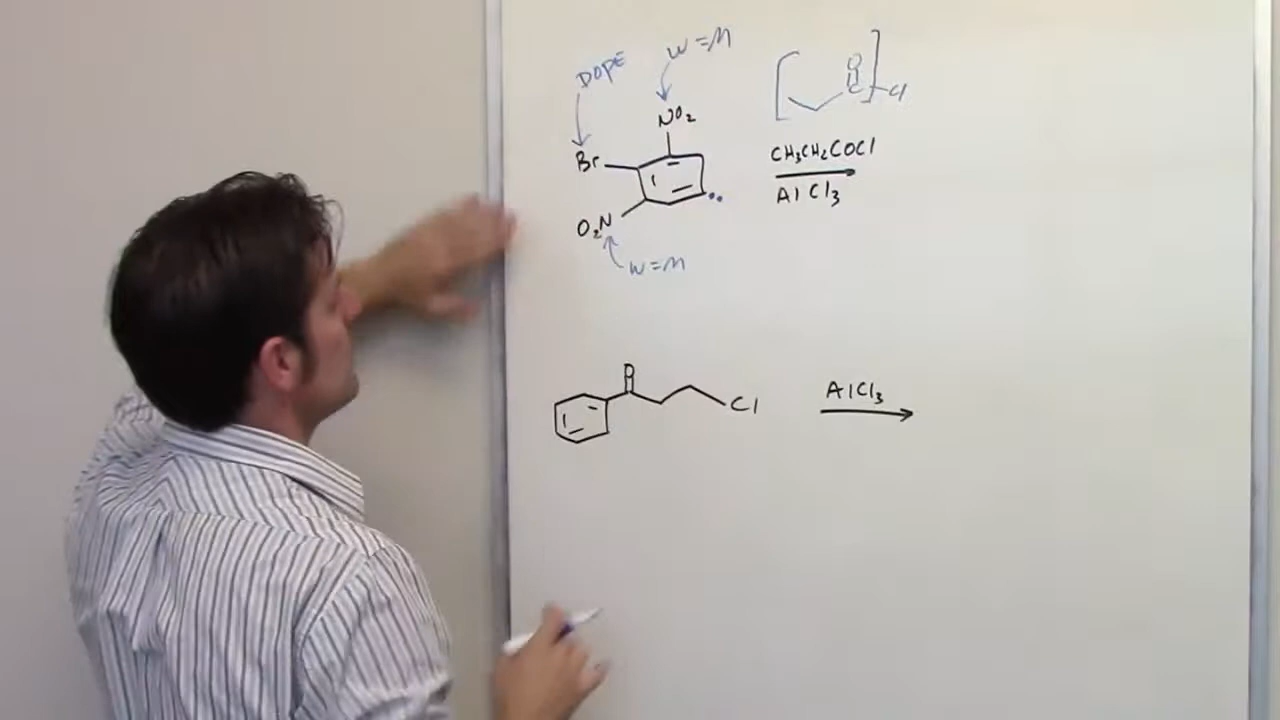 DOPE
W=M
NO2
O
C
Cl
Br
CH3CH2COCl
AlCl3
O2N
W=M
O
Cl
AlCl3